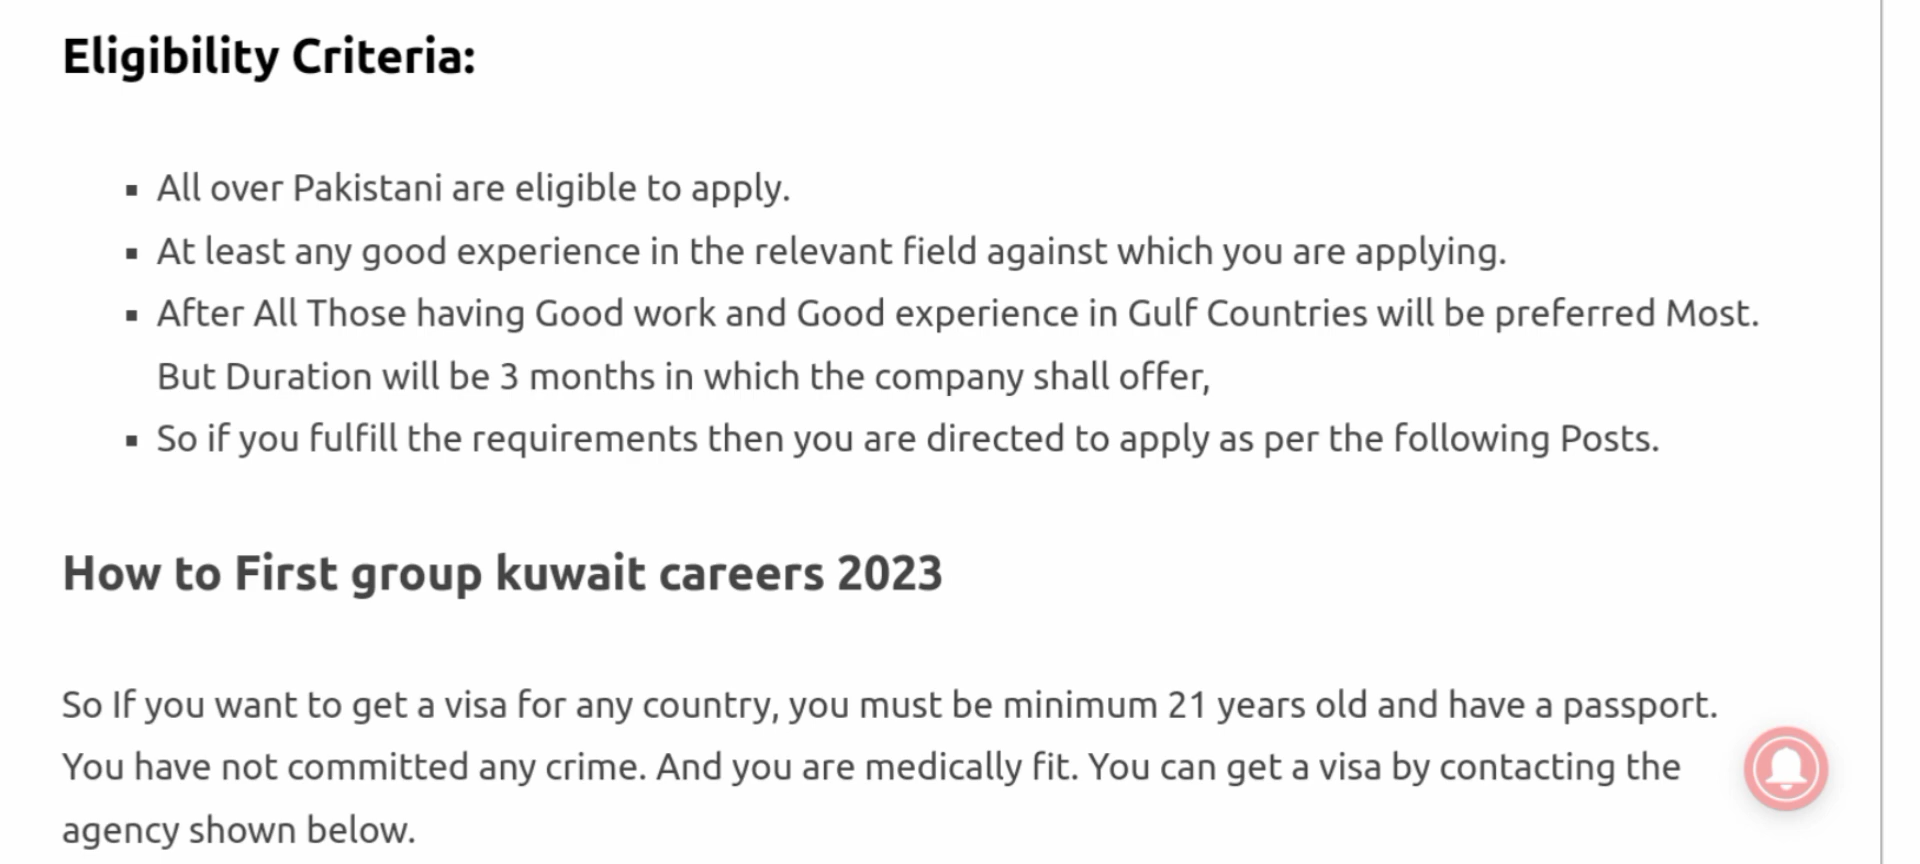 Eligibility Criteria:
▪ All over Pakistani are eligible to apply.
▪ At least any good experience in the relevant field against which you are applying.
▪ After All Those having Good work and Good experience in Gulf Countries will be preferred Most.
But Duration will be 3 months in which the company shall offer,
▪ So if you fulfill the requirements then you are directed to apply as per the following Posts.
How to First group kuwait careers 2023
So If you want to get a visa for any country, you must be minimum 21 years old and have a passport.
You have not committed any crime. And you are medically fit. You can get a visa by contacting the
agency shown below.